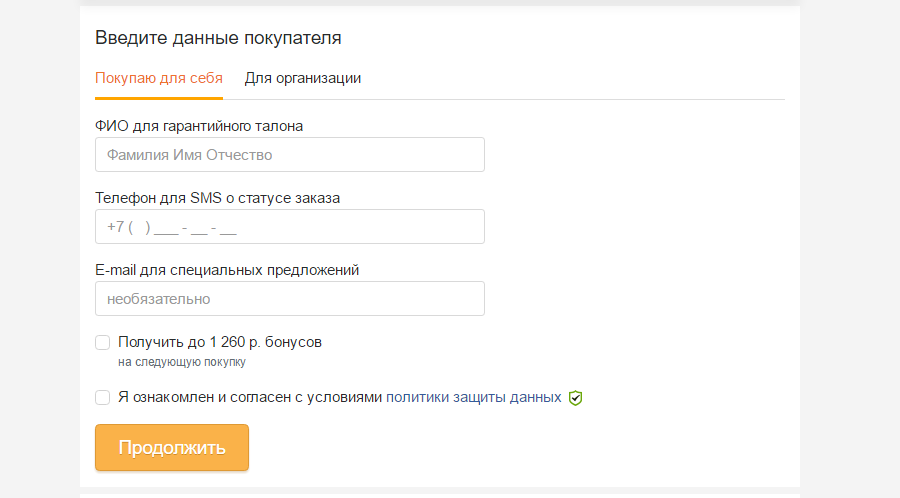 Введите данные покупателя
Покупаю для себя Для организации
ФИО для гарантийного талона
Фамилия Имя Отчество
Телефон для SMS о статусе заказа
+7 (   ) ___ - __ - __
E-mail для специальных предложений
необязательно
Получить до 1 260 р. бонусов
на следующую покупку
Я ознакомлен и согласен с условиями политики защиты данных
Продолжить